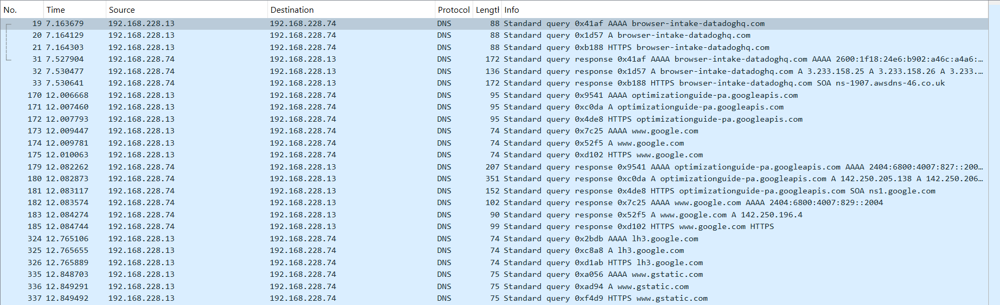 No. Time Source Destination Protocol Length Info
19 7.163679 192.168.228.13 192.168.228.74 DNS 88 Standard query 0x41af AAAA browser-intake-datadoghq.com
20 7.164129 192.168.228.13 192.168.228.74 DNS 88 Standard query 0x1d57 A browser-intake-datadoghq.com
21 7.164303 192.168.228.13 192.168.228.74 DNS 88 Standard query 0xb188 HTTPS browser-intake-datadoghq.com
31 7.527904 192.168.228.74 192.168.228.13 DNS 172 Standard query response 0x41af AAAA browser-intake-datadoghq.com AAAA 2600:1f18:24e6:b902:a46c:a4a6:…
32 7.530477 192.168.228.74 192.168.228.13 DNS 136 Standard query response 0x1d57 A browser-intake-datadoghq.com A 3.233.158.25 A 3.233.158.26 A 3.233.…
33 7.530641 192.168.228.74 192.168.228.13 DNS 172 Standard query response 0xb188 HTTPS browser-intake-datadoghq.com SOA ns-1907.awsdns-46.co.uk
170 12.006668 192.168.228.13 192.168.228.74 DNS 95 Standard query 0x9541 AAAA optimizationguide-pa.googleapis.com
171 12.007460 192.168.228.13 192.168.228.74 DNS 95 Standard query 0xc0da A optimizationguide-pa.googleapis.com
172 12.007793 192.168.228.13 192.168.228.74 DNS 95 Standard query 0x4de8 HTTPS optimizationguide-pa.googleapis.com
173 12.009447 192.168.228.13 192.168.228.74 DNS 74 Standard query 0x7c25 AAAA www.google.com
174 12.009781 192.168.228.13 192.168.228.74 DNS 74 Standard query 0x52f5 A www.google.com
175 12.010063 192.168.228.13 192.168.228.74 DNS 74 Standard query 0xd102 HTTPS www.google.com
179 12.082262 192.168.228.74 192.168.228.13 DNS 207 Standard query response 0x9541 AAAA optimizationguide-pa.googleapis.com AAAA 2404:6800:4007:827::200…
180 12.082873 192.168.228.74 192.168.228.13 DNS 351 Standard query response 0xc0da A optimizationguide-pa.googleapis.com A 142.250.205.138 A 142.250.206…
181 12.083117 192.168.228.74 192.168.228.13 DNS 152 Standard query response 0x4de8 HTTPS optimizationguide-pa.googleapis.com SOA ns1.google.com
182 12.083574 192.168.228.74 192.168.228.13 DNS 102 Standard query response 0x7c25 AAAA www.google.com AAAA 2404:6800:4007:829::2004
183 12.084274 192.168.228.74 192.168.228.13 DNS 90 Standard query response 0x52f5 A www.google.com A 142.250.196.4
185 12.084744 192.168.228.74 192.168.228.13 DNS 99 Standard query response 0xd102 HTTPS www.google.com HTTPS
324 12.765106 192.168.228.13 192.168.228.74 DNS 74 Standard query 0x2bdb AAAA lh3.google.com
325 12.765655 192.168.228.13 192.168.228.74 DNS 74 Standard query 0xc8a8 A lh3.google.com
326 12.765889 192.168.228.13 192.168.228.74 DNS 74 Standard query 0xd1ab HTTPS lh3.google.com
335 12.848703 192.168.228.13 192.168.228.74 DNS 75 Standard query 0xa056 AAAA www.gstatic.com
336 12.849291 192.168.228.13 192.168.228.74 DNS 75 Standard query 0xad94 A www.gstatic.com
337 12.849492 192.168.228.13 192.168.228.74 DNS 75 Standard query 0xf4d9 HTTPS www.gstatic.com